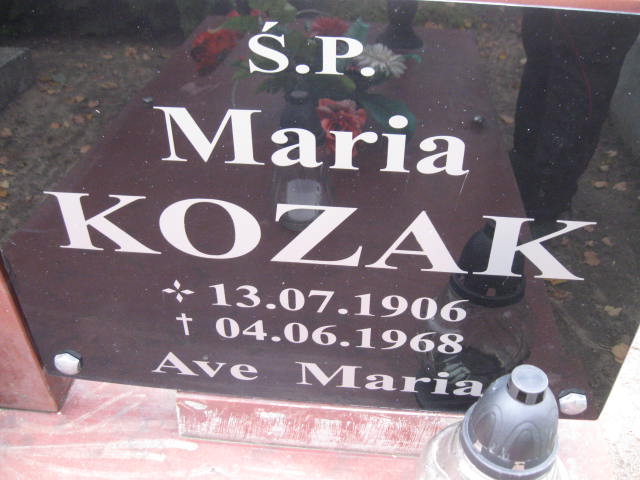 Ś.P.
Maria
KOZAK
13.07.1906
† 04.06.1968
Ave Maria